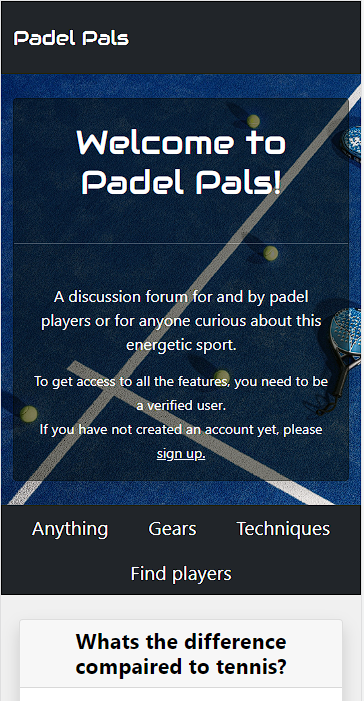 Padel Pals
Welcome to
Padel Pals!
A discussion forum for and by padel
players or for anyone curious about this
energetic sport.
To get access to all the features, you need to be
a verified user.
If you have not created an account yet, please
sign up.
Anything Gears Techniques
Find players
Whats the difference
compaired to tennis?